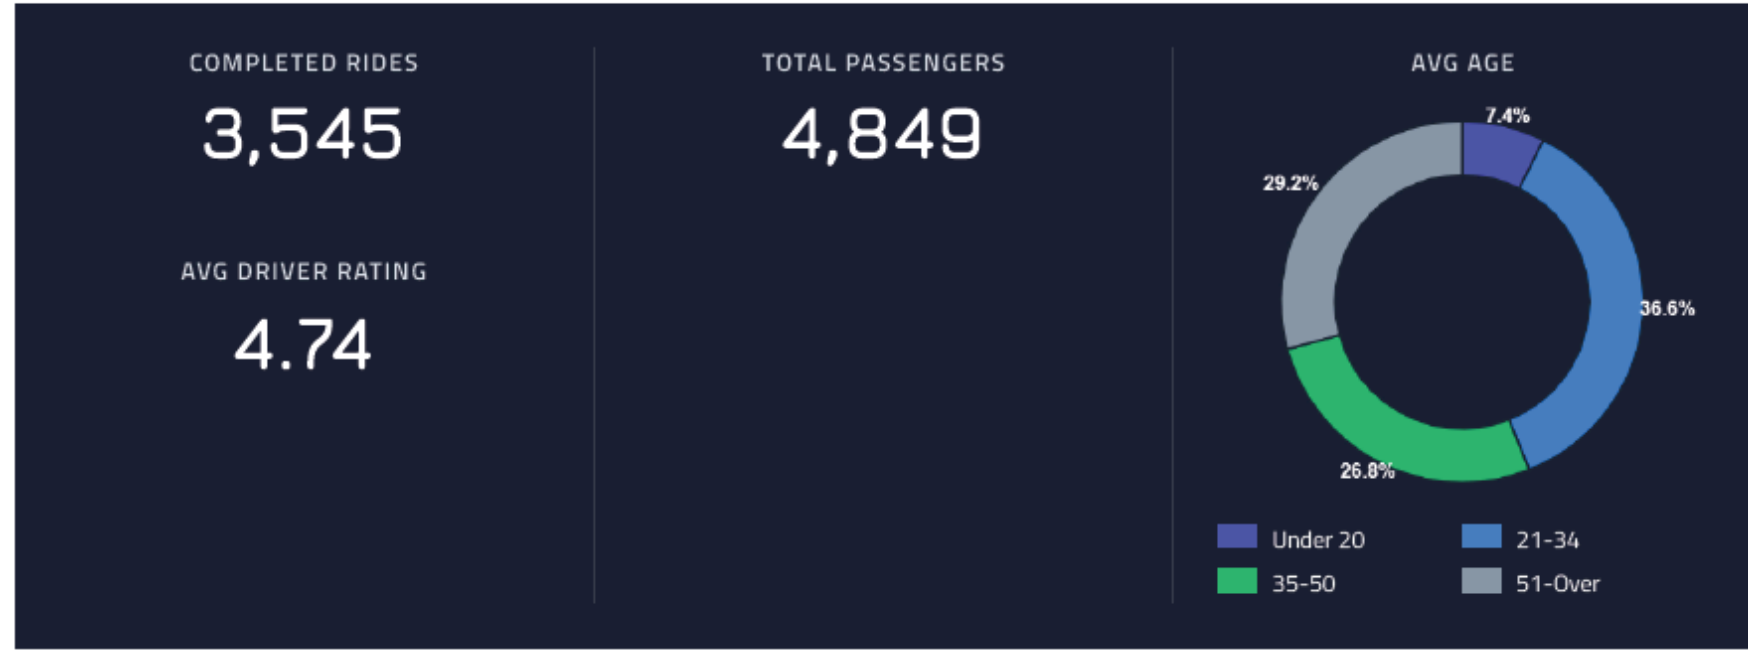 COMPLETED RIDES
3,545
AVG DRIVER RATING
4.74
TOTAL PASSENGERS
4,849
AVG AGE
7.4%
29.2%
36.6%
26.8%
Under 20
21-34
35-50
51-Over